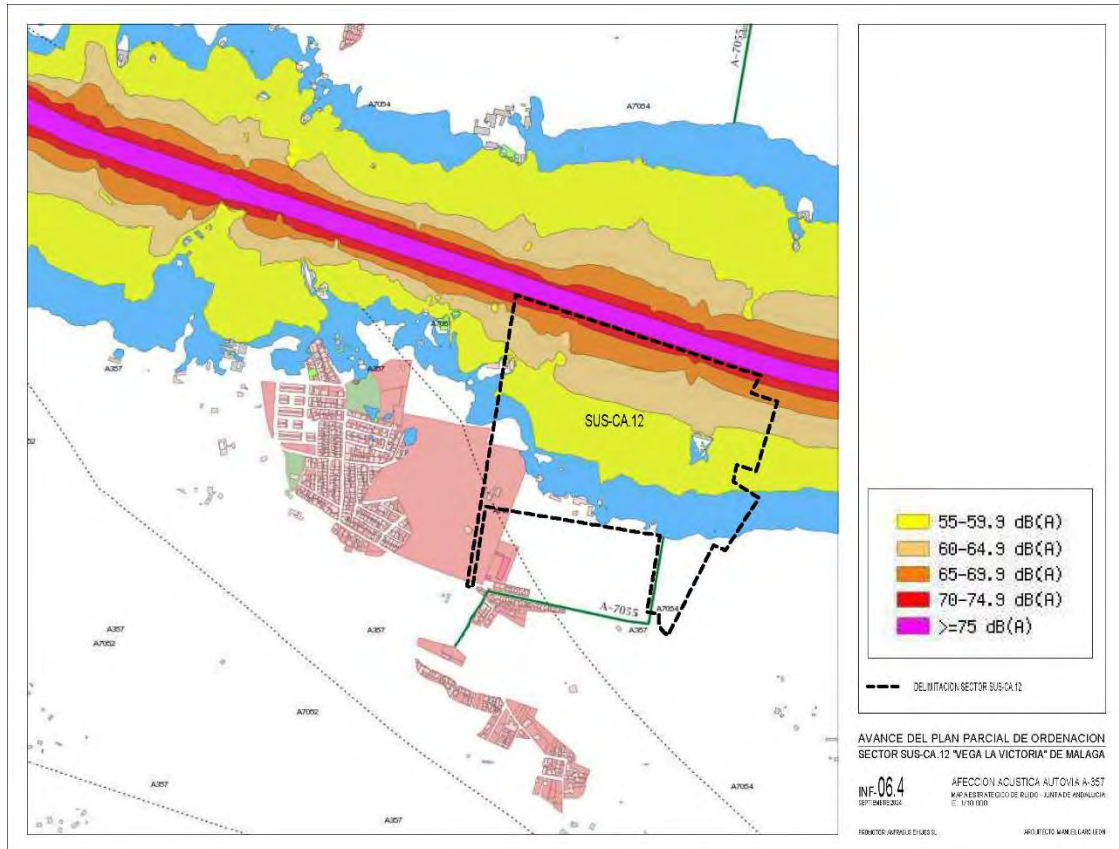 A-7055
A7054
A7054
A357
A357
SUS-CA.12
A-7055
A7054
A357
A357
A357
A7052
A7052
A357
A7054
A357
55-59.9 dB(A)
60-64.9 dB(A)
65-69.9 dB(A)
70-74.9 dB(A)
>=75 dB(A)
DELIMITACION SECTOR SUS-CA.12
AVANCE DEL PLAN PARCIAL DE ORDENACION
SECTOR SUS-CA.12 "VEGA LA VICTORIA" DE MALAGA
INF-06.4
SEPTIEMBRE 2024
AFECCION ACUSTICA AUTOVIA A-357
MAPA ESTRATEGICO DE RUIDO - JUNTA DE ANDALUCIA
E: 1/10 000
ARQUITECTO MANUEL CARO LEON